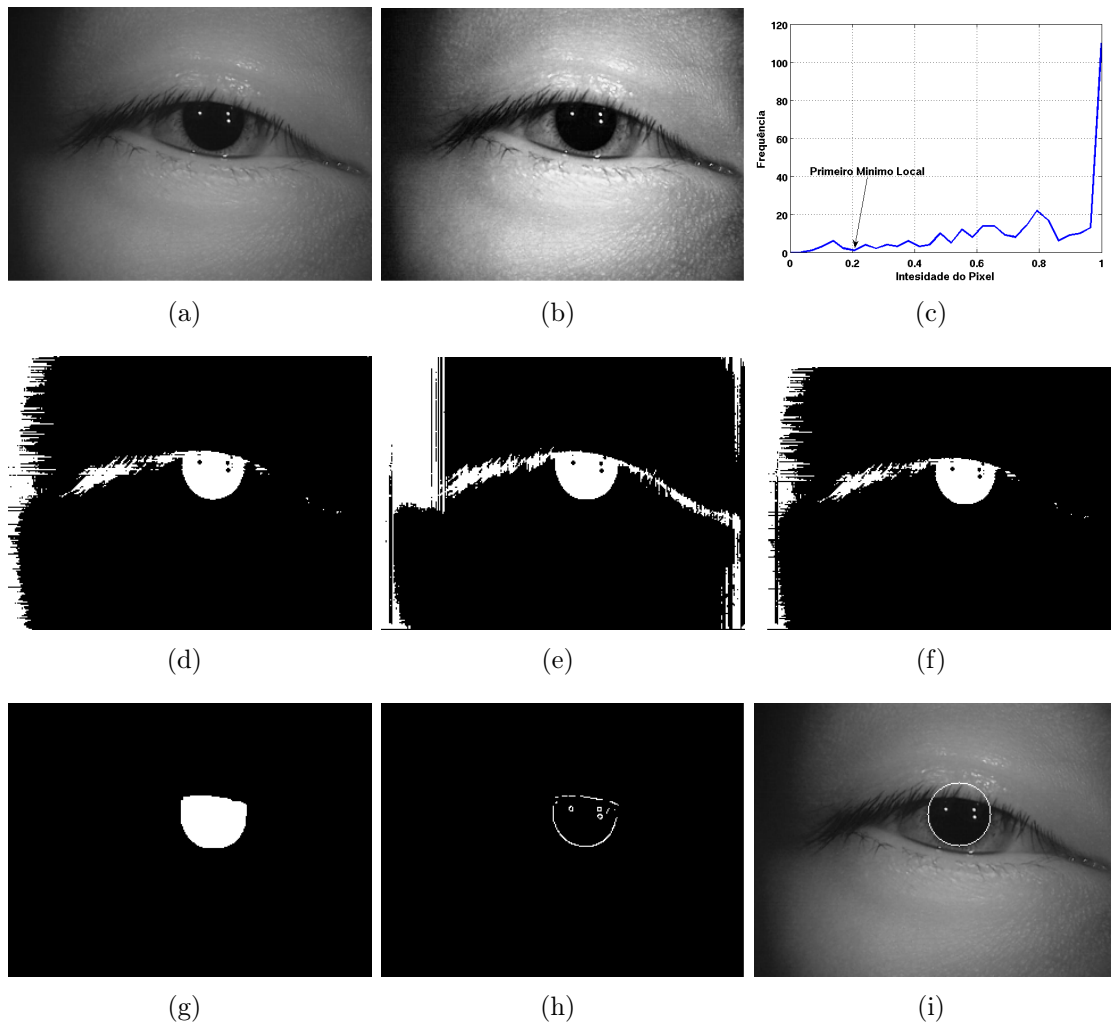 120
100
80
60
40
20
0
Frequência
Primeiro Minimo Local
0 0.2 0.4 0.6 0.8 1
Intesidade do Pixel
(a) (b) (c)
(d) (e) (f)
(g) (h) (i)